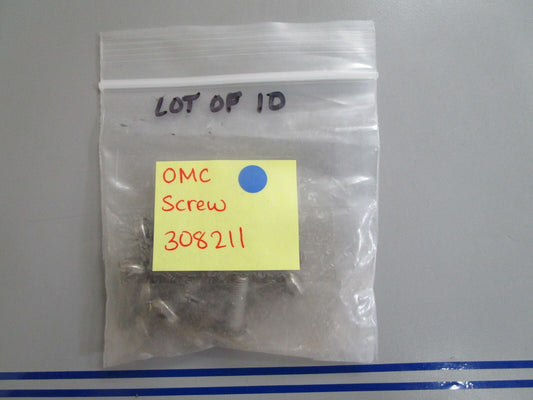 LOT OF 10
OMC
Screw
308211